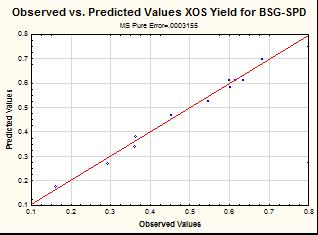 Observed vs. Predicted Values XOS Yield for BSG-SPD
MS Pure Error=.0003155
0.8
0.7
0.6
0.5
0.4
0.3
0.2
0.1
Predicted Values
0.1 0.2 0.3 0.4 0.5 0.6 0.7 0.8
Observed Values